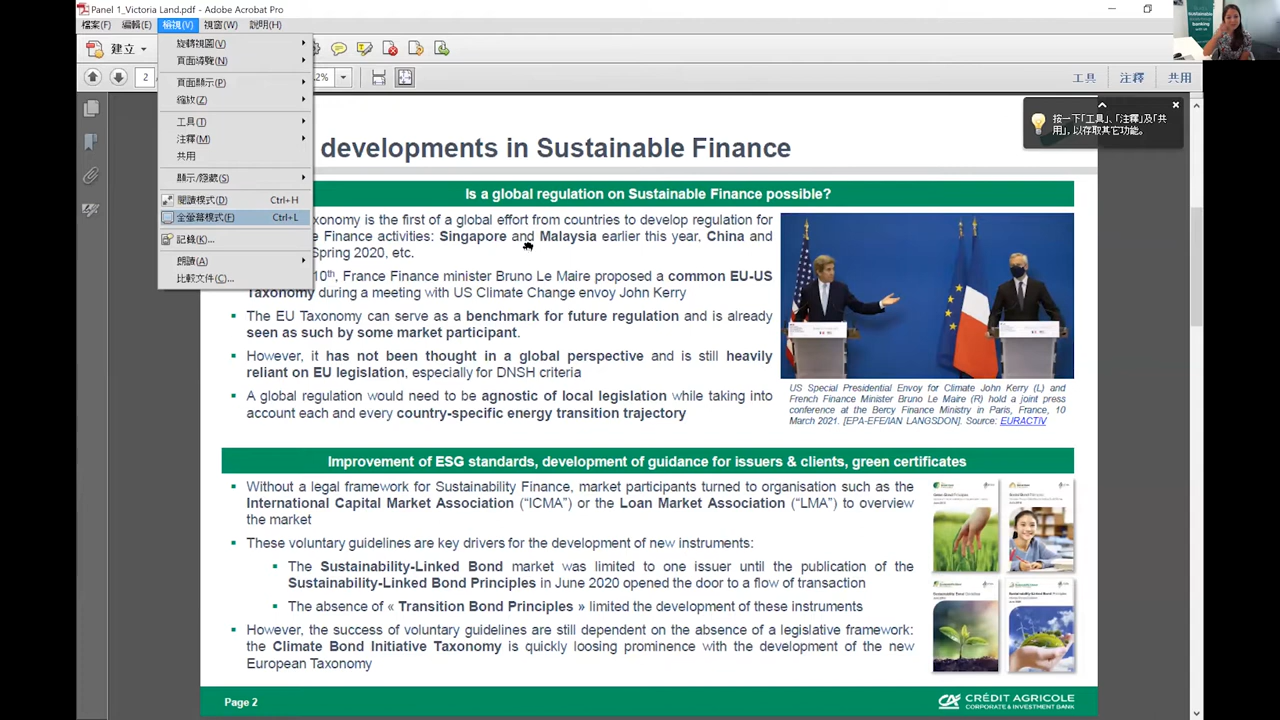 Panel 1_Victoria Land.pdf - Adobe Acrobat Pro
檔案(F) 編輯(E) 檢視(V) 視窗(W) 說明(H)
建立
2
2%
工具 注釋 共用
旋轉視圖(V)
頁面導覽(N)
頁面顯示(P)
縮放(Z)
工具(T)
注釋(M)
共用
顯示/隱藏(S)
閱讀模式(D) Ctrl+H
全螢幕模式(F) Ctrl+L
記錄(K)...
朗讀(A)
比較文件(C)...
按一下「工具」、「注釋」及「共
用」, 以存取其它功能。
developments in Sustainable Finance
Is a global regulation on Sustainable Finance possible?
xonomy is the first of a global effort from countries to develop regulation for
e Finance activities: Singapore and Malaysia earlier this year, China and
Spring 2020, etc.
10th, France Finance minister Bruno Le Maire proposed a common EU-US
Taxonomy during a meeting with US Climate Change envoy John Kerry
▪ The EU Taxonomy can serve as a benchmark for future regulation and is already
seen as such by some market participant.
▪ However, it has not been thought in a global perspective and is still heavily
reliant on EU legislation, especially for DNSH criteria
▪ A global regulation would need to be agnostic of local legislation while taking into
account each and every country-specific energy transition trajectory
US Special Presidential Envoy for Climate John Kerry (L) and
French Finance Minister Bruno Le Maire (R) hold a joint press
conference at the Bercy Finance Ministry in Paris, France, 10
March 2021. [EPA-EFE/IAN LANGSDON]. Source: EURACTIV
Improvement of ESG standards, development of guidance for issuers & clients, green certificates
▪ Without a legal framework for Sustainability Finance, market participants turned to organisation such as the
International Capital Market Association (“ICMA”) or the Loan Market Association (“LMA”) to overview
the market
▪ These voluntary guidelines are key drivers for the development of new instruments:
▪ The Sustainability-Linked Bond market was limited to one issuer until the publication of the
Sustainability-Linked Bond Principles in June 2020 opened the door to a flow of transaction
▪ The absence of « Transition Bond Principles » limited the development of these instruments
▪ However, the success of voluntary guidelines are still dependent on the absence of a legislative framework:
the Climate Bond Initiative Taxonomy is quickly loosing prominence with the development of the new
European Taxonomy
Page 2
CRÉDIT AGRICOLE
CORPORATE & INVESTMENT BANK